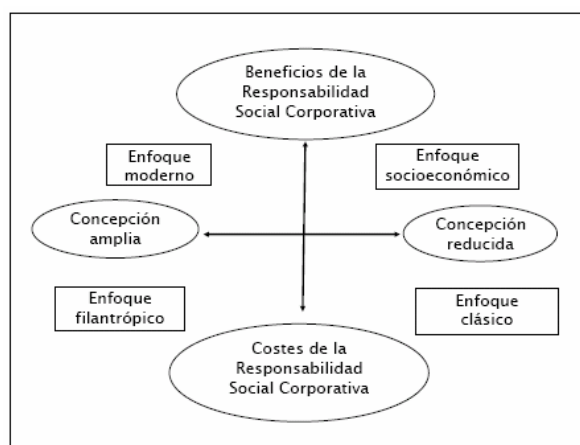 Beneficios de la
Responsabilidad
Social Corporativa
Enfoque
moderno
Enfoque
socioeconómico
Concepción
amplia
Concepción
reducida
Enfoque
filantrópico
Enfoque
clásico
Costes de la
Responsabilidad
Social Corporativa